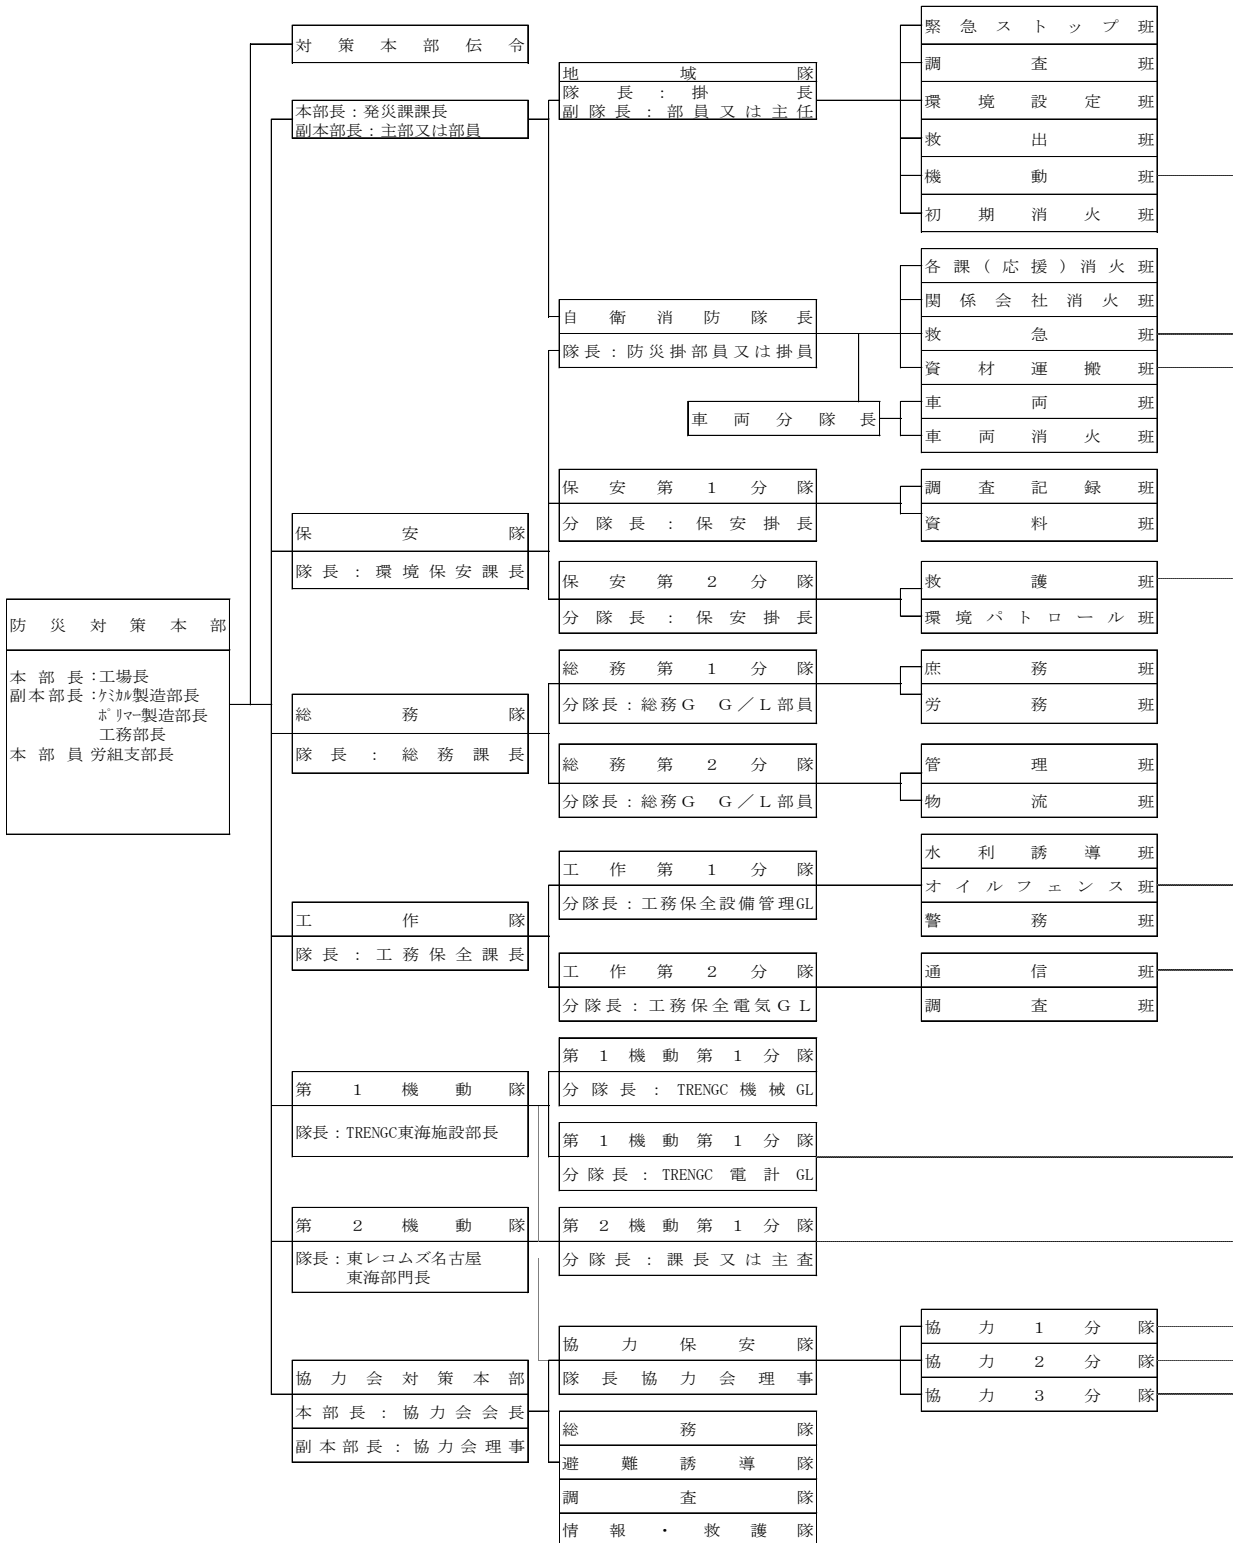 防災対策本部
本部長：工場長
副本部長：ｹﾐｶﾙ製造部長
ﾎﾟﾘﾏｰ製造部長
工務部長
本部員 労組支部長
対策本部伝令
本部長：発災課課長
副本部長：主部又は部員
保安隊
隊長：環境保安課長
総務隊
隊長：総務課長
工作隊
隊長：工務保全課長
第１機動隊
隊長：TRENGC東海施設部長
第２機動隊
隊長：東レコムズ名古屋
東海部門長
協力会対策本部
本部長：協力会会長
副本部長：協力会理事
地域隊
隊長：掛長
副隊長：部員又は主任
自衛消防隊長
隊長：防災掛部員又は掛員
車両分隊長
保安第１分隊
分隊長：保安掛長
保安第２分隊
分隊長：保安掛長
総務第１分隊
分隊長：総務Ｇ　Ｇ／Ｌ部員
総務第２分隊
分隊長：総務Ｇ　Ｇ／Ｌ部員
工作第１分隊
分隊長：工務保全設備管理GL
工作第２分隊
分隊長：工務保全電気ＧＬ
第１機動第１分隊
分隊長：TRENGC 機械 GL
第１機動第１分隊
分隊長：TRENGC 電計 GL
第２機動第１分隊
分隊長：課長又は主査
協力保安隊
隊長協力会理事
総務隊
避難誘導隊
調査隊
情報・救護隊
緊急ストップ班
調査班
環境設定班
救出班
機動班
初期消火班
各課（応援）消火班
関係会社消火班
救急班
資材運搬班
車両班
車両消火班
調査記録班
資料班
救護班
環境パトロール班
庶務班
労務班
管理班
物流班
水利誘導班
オイルフェンス班
警務班
通信班
調査班
協力１分隊
協力２分隊
協力３分隊